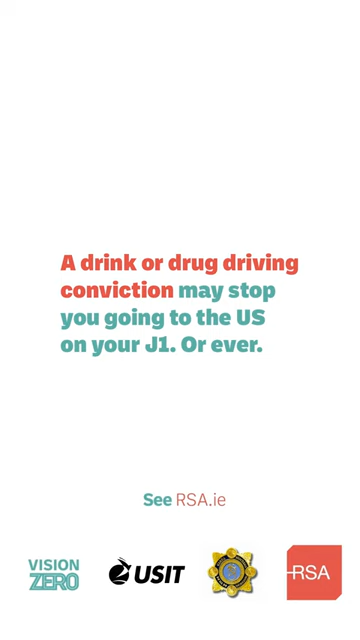 A drink or drug driving
conviction may stop
you going to the US
on your J1. Or ever.
See RSA.ie
VISION
ZERO
USIT
RSA